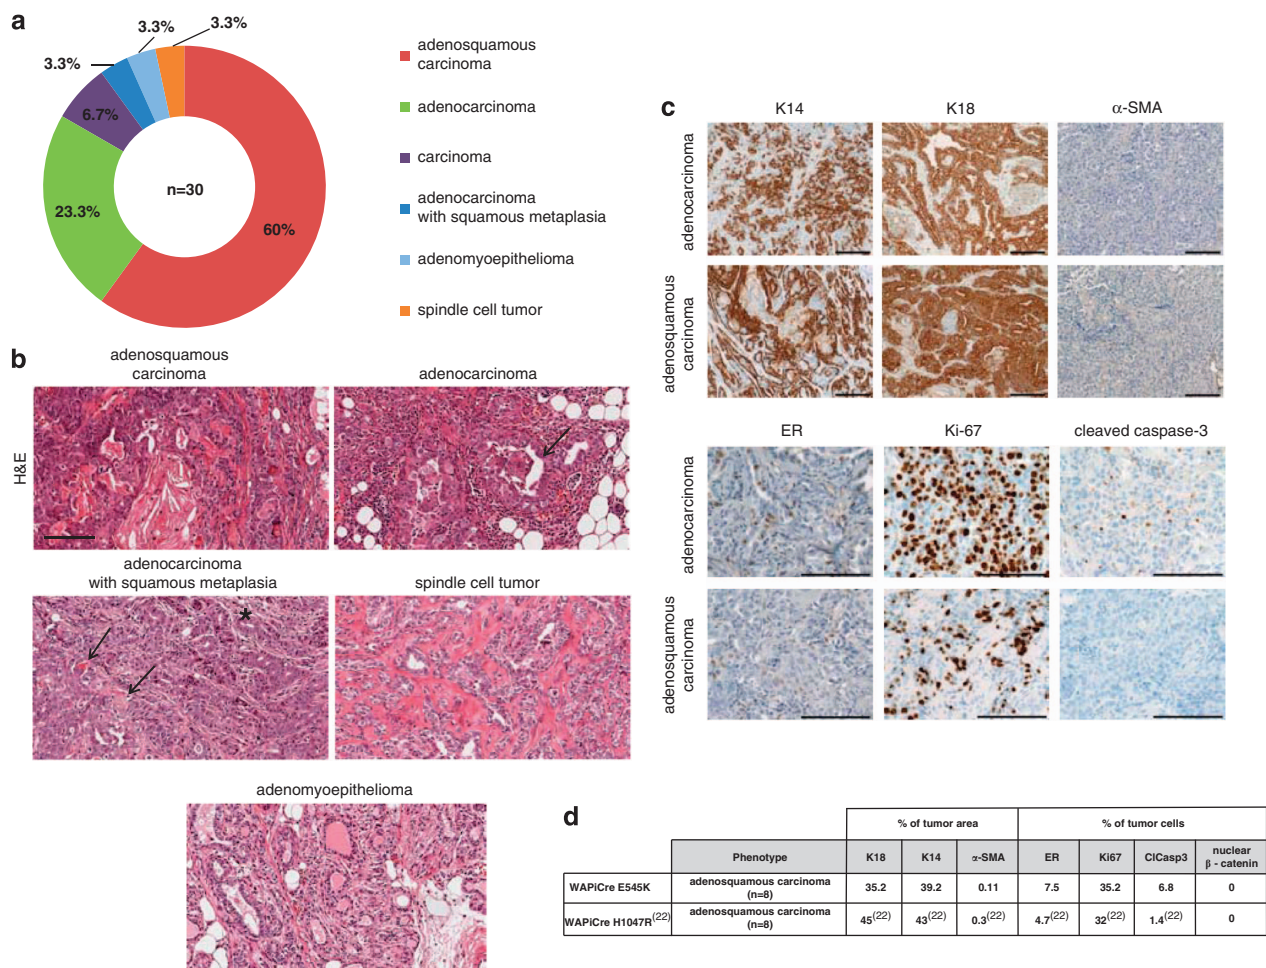 a
3.3%
3.3%
3.3%
6.7%
23.3%
n=30
60%
adenosquamous
carcinoma
adenocarcinoma
carcinoma
adenocarcinoma
with squamous metaplasia
adenomyoepithelioma
spindle cell tumor
b
adenosquamous
carcinoma
adenocarcinoma
H&E
adenocarcinoma
with squamous metaplasia
spindle cell tumor
*
adenomyoepithelioma
c
K14 K18 α-SMA
adenocarcinoma
adenosquamous
carcinoma
ER Ki-67 cleaved caspase-3
adenocarcinoma
adenosquamous
carcinoma
d
% of tumor area % of tumor cells
Phenotype K18 K14 α-SMA ER Ki67 ClCasp3 nuclear
β - catenin
WAPiCre E545K adenosquamous carcinoma
(n=8) 35.2 39.2 0.11 7.5 35.2 6.8 0
WAPiCre H1047R(22) adenosquamous carcinoma
(n=8) 45(22) 43(22) 0.3(22) 4.7(22) 32(22) 1.4(22) 0